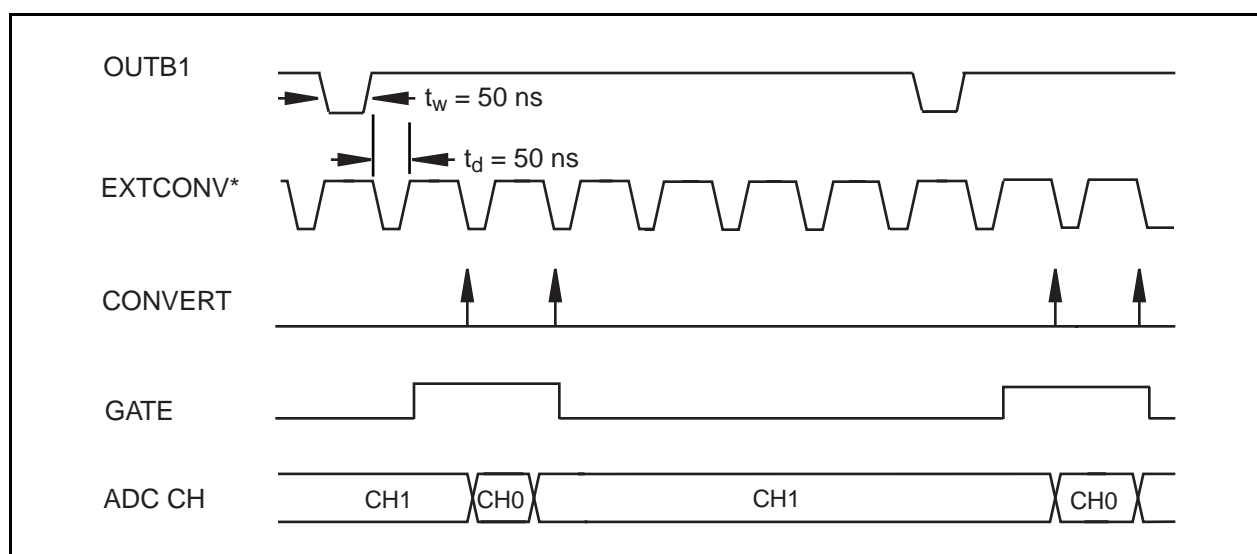 OUTB1
t_w = 50 ns
t_d = 50 ns
EXTCONV*
CONVERT
GATE
ADC CH
CH1
CH0
CH1
CH0